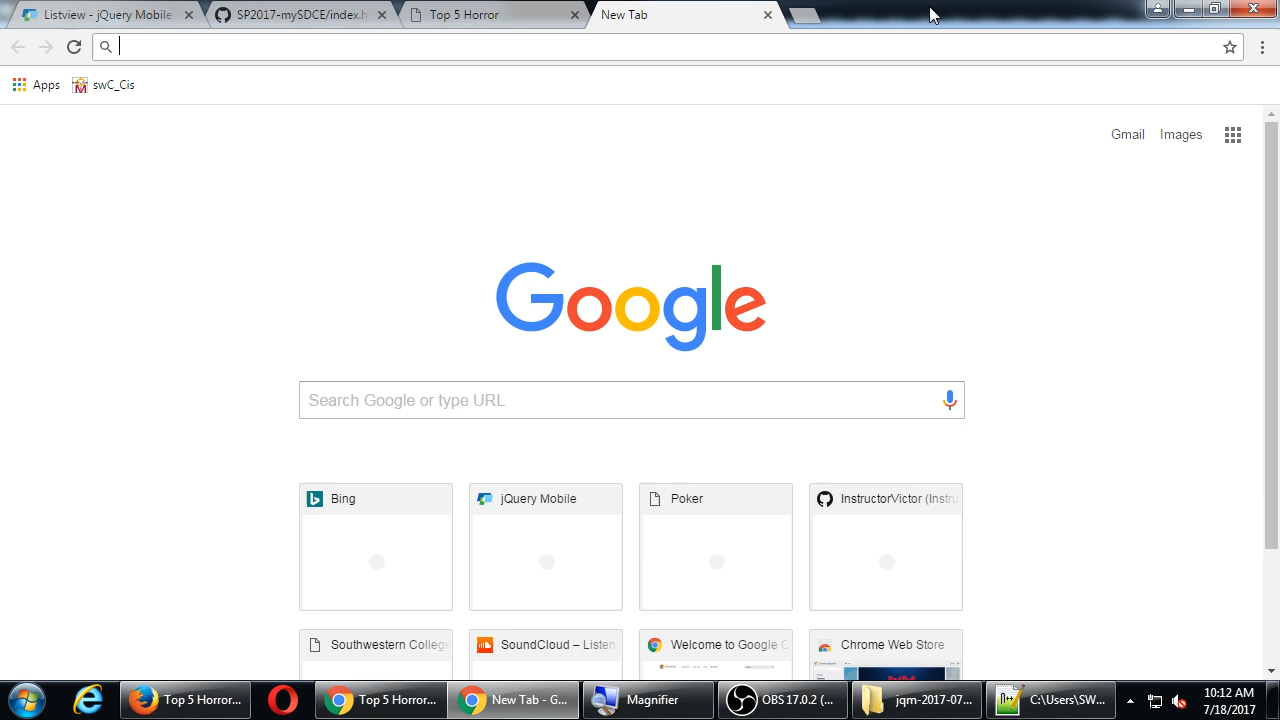 Listview - jQuery Mobile
SP2017-mySDCE/index.h
Top 5 Horror
New Tab
Apps
swC_Cis
Gmail
Images
Google
Search Google or type URL
Bing
jQuery Mobile
Poker
InstructorVictor (Instru
Southwestern College
SoundCloud – Listen
Welcome to Google C
Chrome Web Store
Top 5 Horror...
Top 5 Horror...
New Tab - G...
Magnifier
OBS 17.0.2 (...
jqm-2017-07...
C:\Users\SW...
10:12 AM
7/18/2017